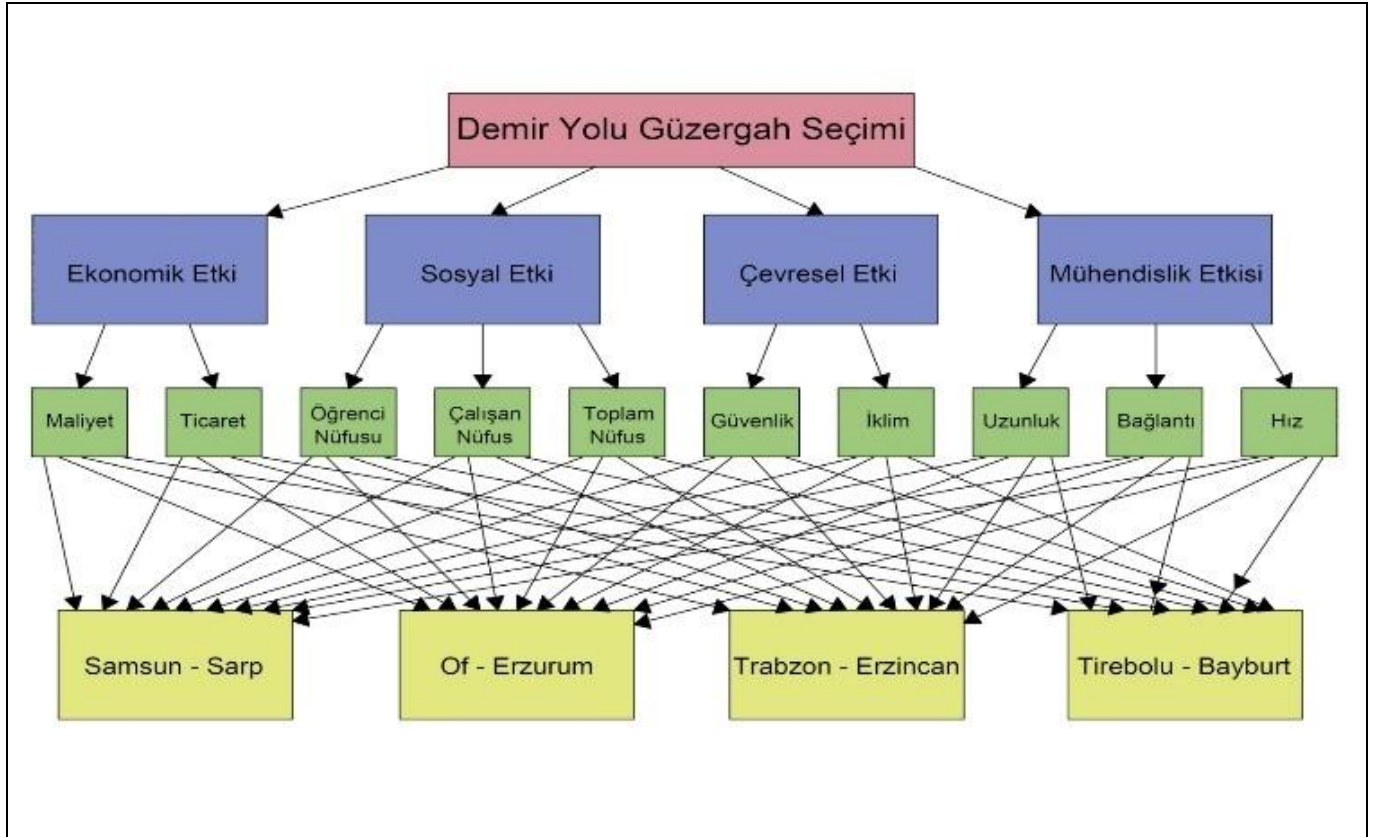 Demir Yolu Güzergah Seçimi
Ekonomik Etki
Sosyal Etki
Çevresel Etki
Mühendislik Etkisi
Maliyet
Ticaret
Öğrenci
Nüfusu
Çalışan
Nüfus
Toplam
Nüfus
Güvenlik
İklim
Uzunluk
Bağlantı
Hız
Samsun - Sarp
Of - Erzurum
Trabzon - Erzincan
Tirebolu - Bayburt